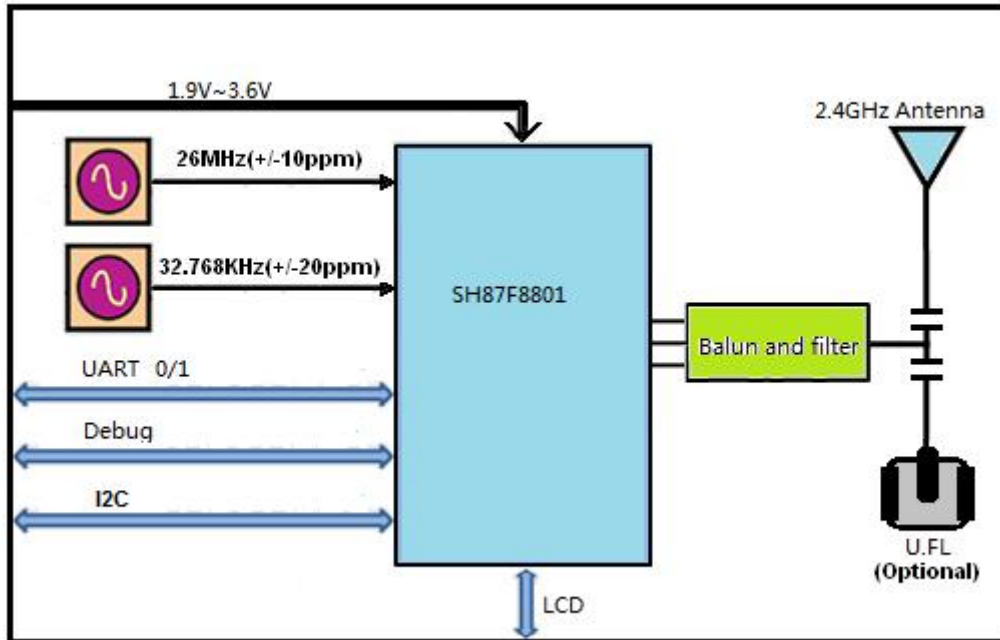 1.9V~3.6V
2.4GHz Antenna
26MHz(+/-10ppm)
32.768KHz(+/-20ppm)
SH87F8801
Balun and filter
UART 0/1
Debug
I2C
U.FL
(Optional)
LCD